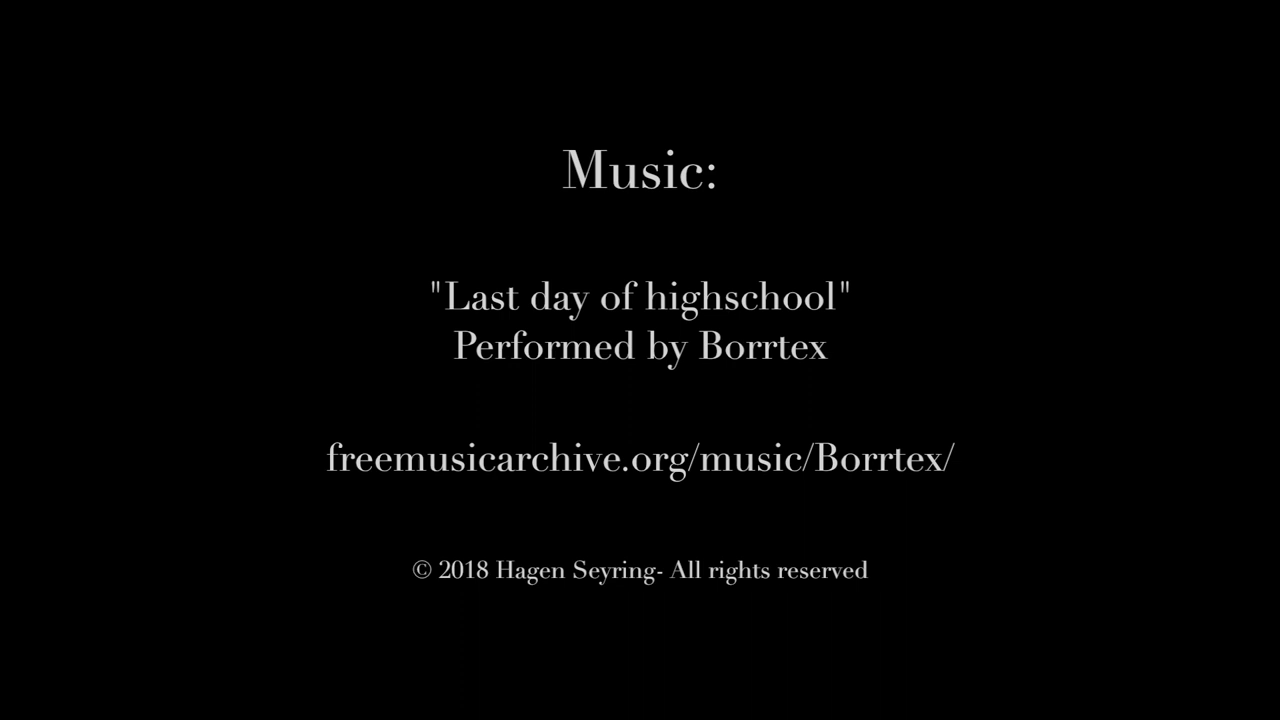 Music:
"Last day of highschool"
Performed by Borrtex
freemusicarchive.org/music/Borrtex/
© 2018 Hagen Seyring- All rights reserved